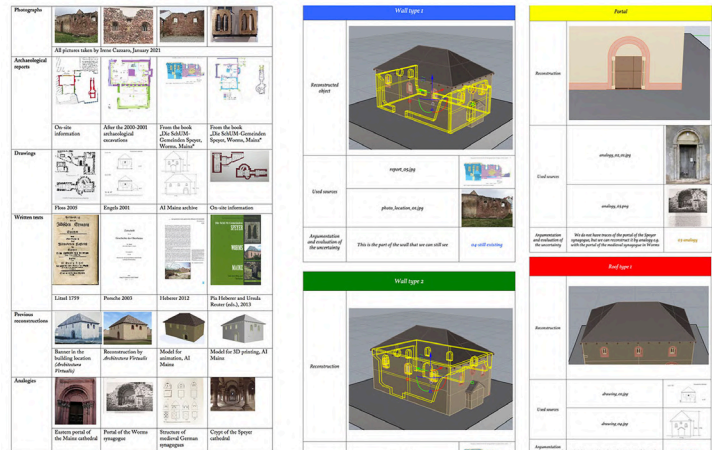 Photographs
All pictures taken by Irene Cazzaro, January 2021
Archaeological
reports
On-site
information
After the 2000-2001
archaeological
excavations
From the book
„Die SchUM-
Gemeinden Speyer,
Worms, Mainz“
From the book
„Die SchUM-
Gemeinden Speyer,
Worms, Mainz“
Drawings
Engels 2001
AI Mainz archive
On-site information
Written texts
SPEYER
WORMS
MAINZ
Litzel 1759
Porsche 2003
Heberer 2012
Pia Heberer and Ursula
Reuter (eds.), 2013
Previous
reconstructions
Banner in the
building location
(Architectura
Virtualis)
Reconstruction by
Architectura Virtualis
Model for
animation, AI
Mainz
Model for 3D printing, AI
Mainz
Analogies
Eastern portal of
the Mainz cathedral
Portal of the Worms
synagogue
Structure of
medieval German
synagogues
Crypt of the Speyer
cathedral
Wall type 1
Reconstructed
object
Used sources
report_03.jpg
photo_location_01.jpg
Argumentation
and evaluation of
the uncertainty
This is the part of the wall that we can still see
04 still existing
Wall type 2
Reconstruction
Portal
Reconstruction
Used sources
analogy_03.png
Argumentation
and evaluation of
the uncertainty
We do not have traces of the portal of the Speyer
synagogue, but we can reconstruct it by analogy e.g.
with the portal of the medieval synagogue in Worms
02 analogy
Roof type 1
Reconstruction
Used sources
drawing_01.jpg
drawing_04.jpg
Argumentation